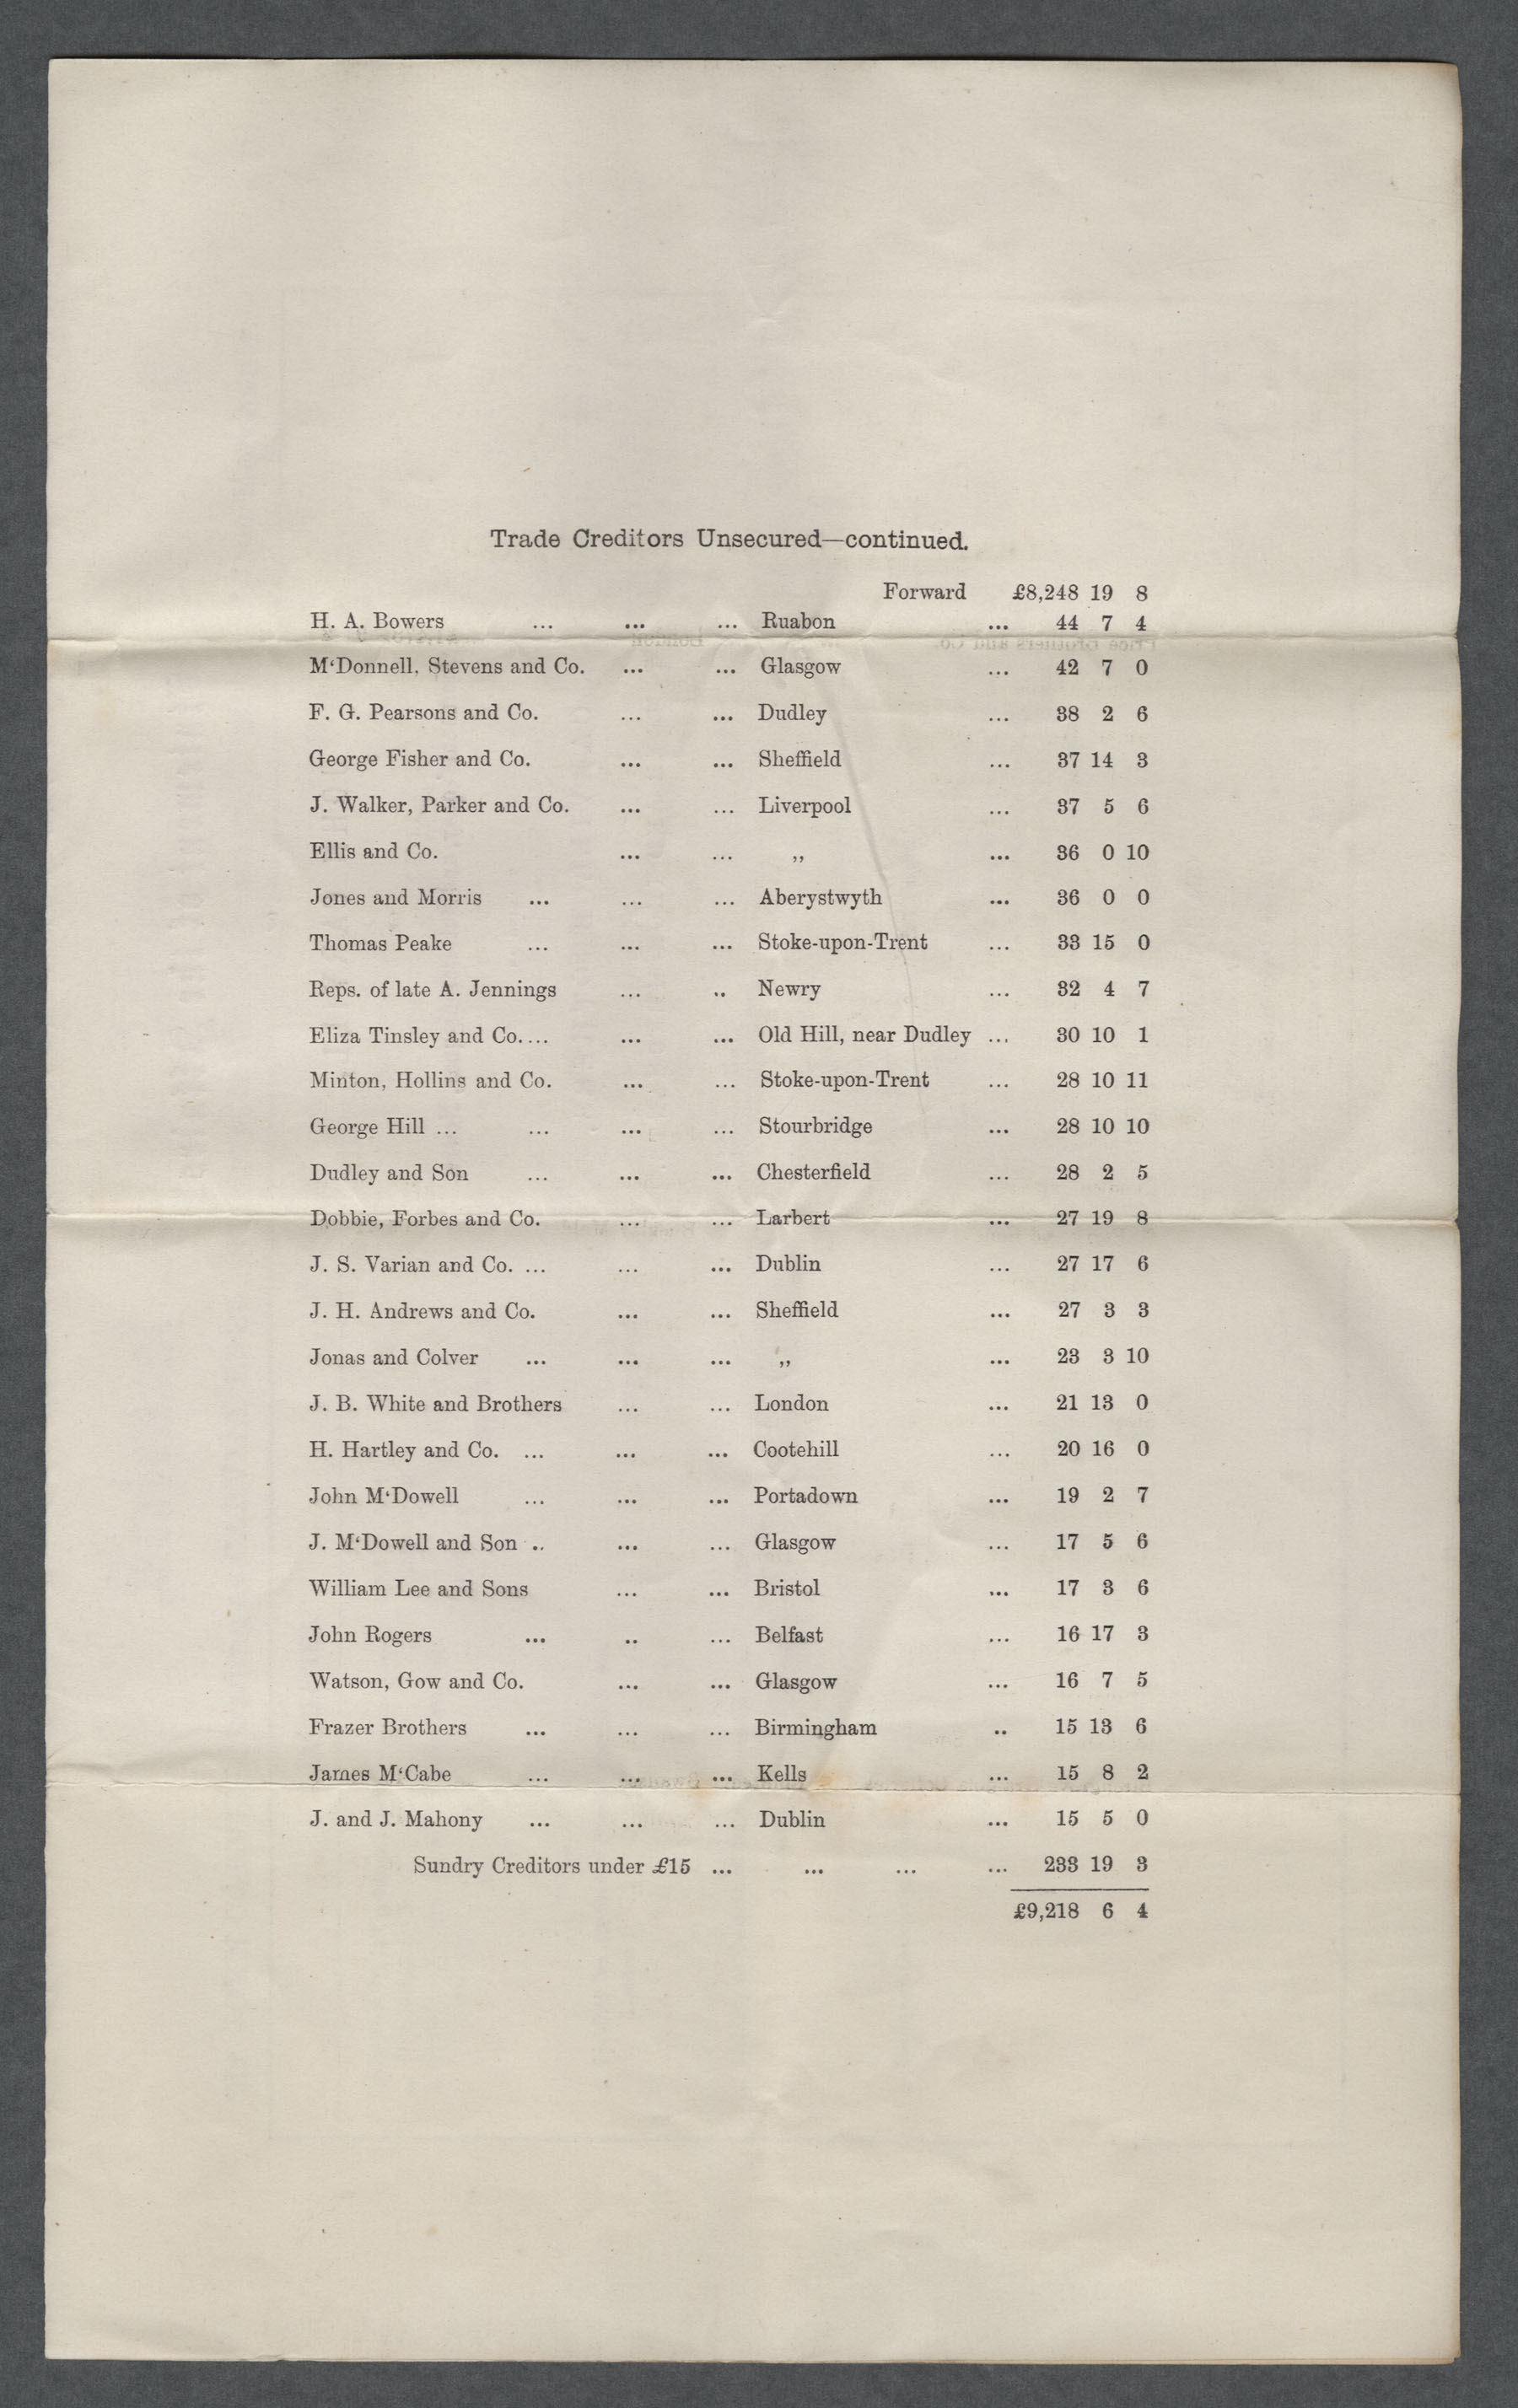 Trade Creditors Unsecured—continued.
Forward £8,248 19 8
H. A. Bowers ... ... ... Ruabon ... 44 7 4
M‘Donnell, Stevens and Co. ... ... Glasgow ... 42 7 0
F. G. Pearsons and Co. ... ... Dudley ... 38 2 6
George Fisher and Co. ... ... Sheffield ... 37 14 3
J. Walker, Parker and Co. ... ... Liverpool ... 37 5 6
Ellis and Co. ... ... „ ... 36 0 10
Jones and Morris ... ... ... Aberystwyth ... 36 0 0
Thomas Peake ... ... ... Stoke-upon-Trent ... 33 15 0
Reps. of late A. Jennings ... .. Newry ... 32 4 7
Eliza Tinsley and Co.... ... ... Old Hill, near Dudley ... 30 10 1
Minton, Hollins and Co. ... ... Stoke-upon-Trent ... 28 10 11
George Hill ... ... ... ... Stourbridge ... 28 10 10
Dudley and Son ... ... ... Chesterfield ... 28 2 5
Dobbie, Forbes and Co. ... ... Larbert ... 27 19 8
J. S. Varian and Co. ... ... ... Dublin ... 27 17 6
J. H. Andrews and Co. ... ... Sheffield ... 27 3 3
Jonas and Colver ... ... ... „ ... 23 3 10
J. B. White and Brothers ... ... London ... 21 13 0
H. Hartley and Co. ... ... ... Cootehill ... 20 16 0
John M‘Dowell ... ... ... Portadown ... 19 2 7
J. M‘Dowell and Son .. ... ... Glasgow ... 17 5 6
William Lee and Sons ... ... Bristol ... 17 3 6
John Rogers ... .. ... Belfast ... 16 17 3
Watson, Gow and Co. ... ... Glasgow ... 16 7 5
Frazer Brothers ... ... ... Birmingham .. 15 13 6
James M‘Cabe ... ... ... Kells ... 15 8 2
J. and J. Mahony ... ... ... Dublin ... 15 5 0
Sundry Creditors under £15 ... ... ... ... 233 19 3
£9,218 6 4